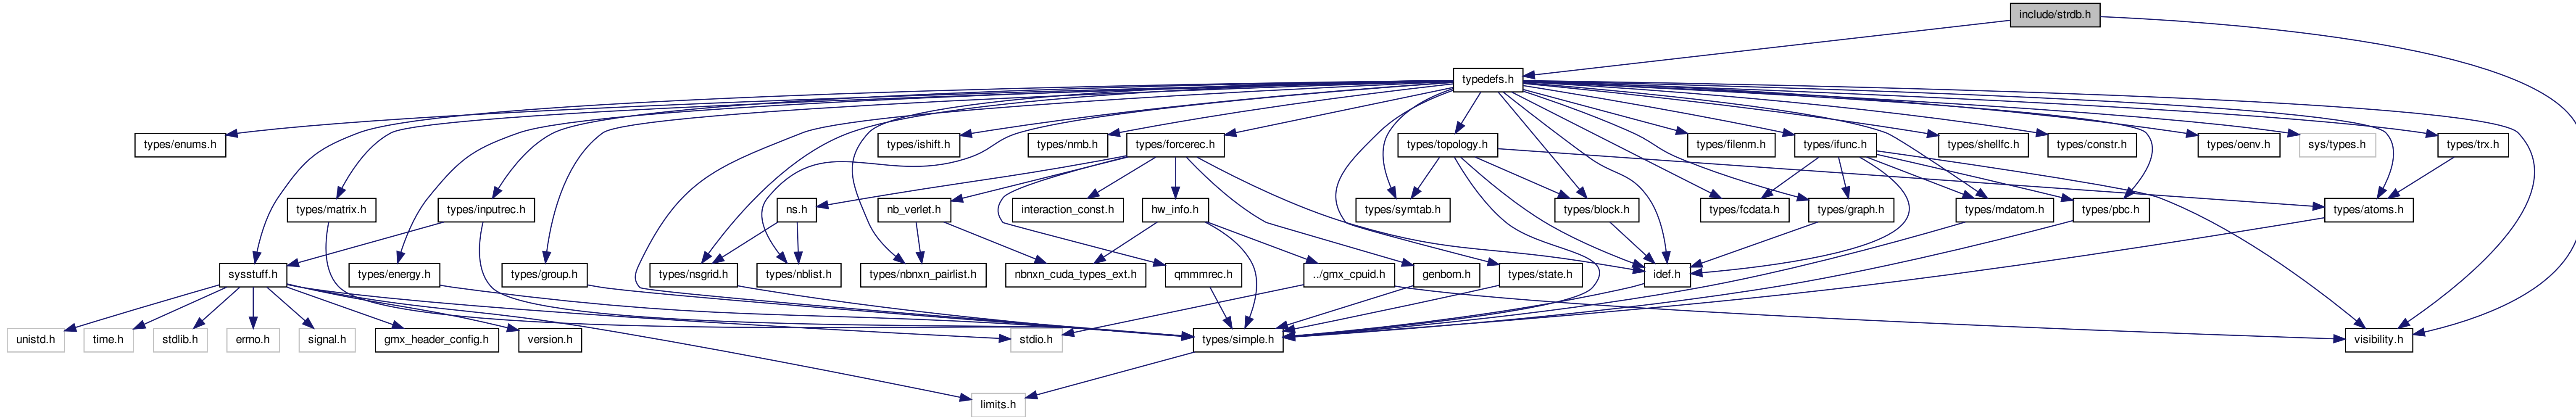 include/strdb.h
typedefs.h
types/enums.h
types/ishift.h
types/nrnb.h
types/forcerec.h
types/topology.h
types/filenm.h
types/ifunc.h
types/shellfc.h
types/constr.h
types/oenv.h
sys/types.h
types/trx.h
types/matrix.h
types/inputrec.h
ns.h
nb_verlet.h
interaction_const.h
hw_info.h
types/symtab.h
types/block.h
types/fcdata.h
types/graph.h
types/mdatom.h
types/pbc.h
types/atoms.h
sysstuff.h
types/energy.h
types/group.h
types/nsgrid.h
types/nblist.h
types/nbnxn_pairlist.h
nbnxn_cuda_types_ext.h
qmmmrec.h
../gmx_cpuid.h
genborn.h
types/state.h
idef.h
unistd.h
time.h
stdlib.h
errno.h
signal.h
gmx_header_config.h
version.h
stdio.h
types/simple.h
visibility.h
limits.h